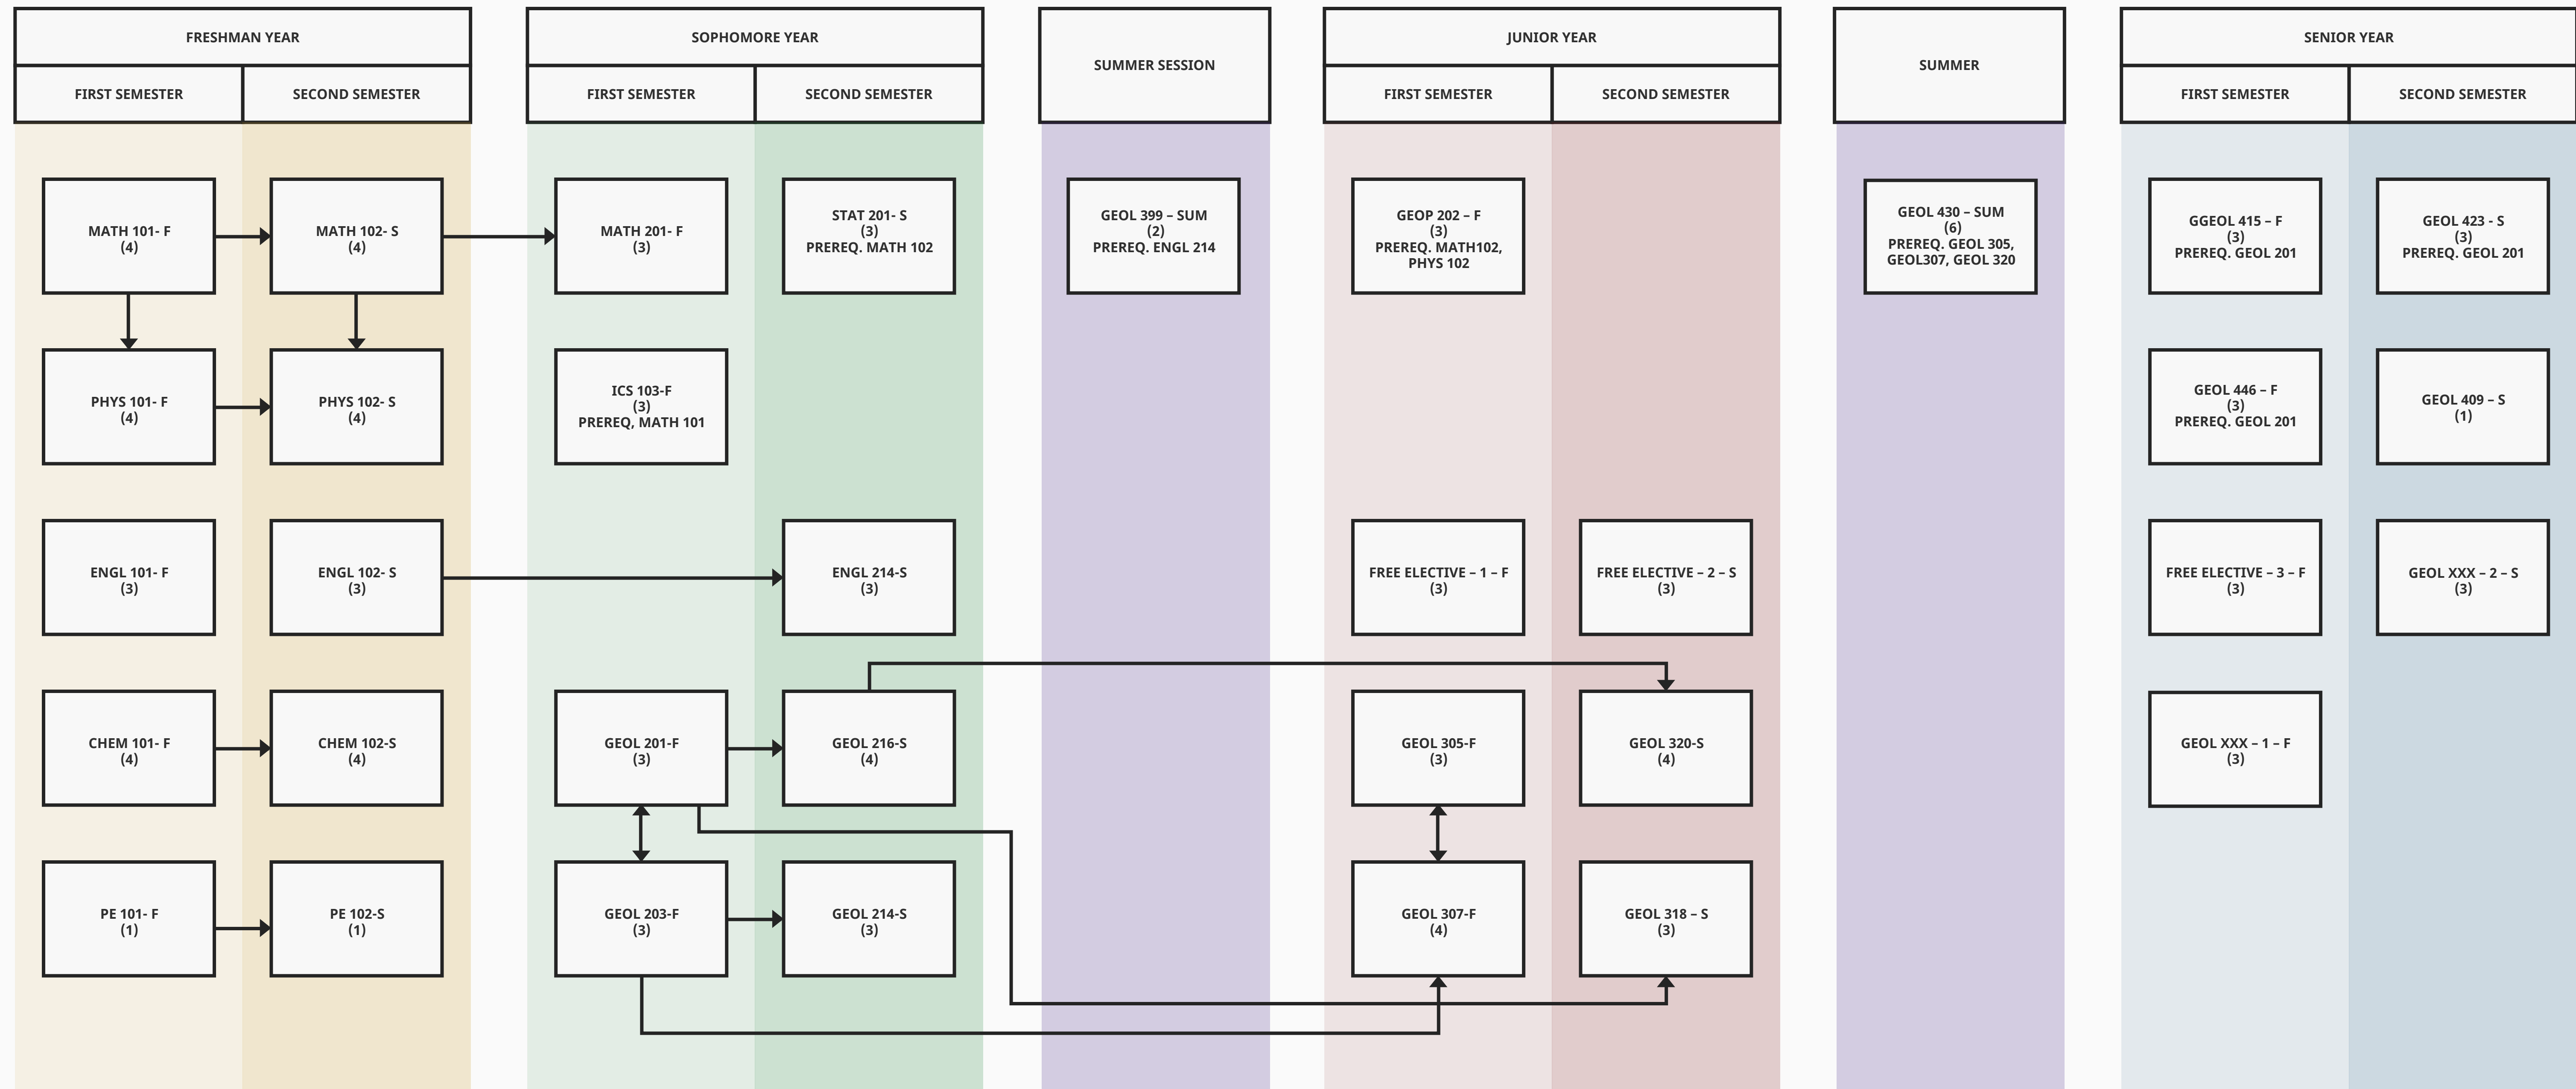 FRESHMAN YEAR
FIRST SEMESTER
SECOND SEMESTER
SOPHOMORE YEAR
FIRST SEMESTER
SECOND SEMESTER
SUMMER SESSION
JUNIOR YEAR
FIRST SEMESTER
SECOND SEMESTER
SUMMER
SENIOR YEAR
FIRST SEMESTER
SECOND SEMESTER
MATH 101- F
(4)
MATH 102- S
(4)
MATH 201- F
(3)
STAT 201- S
(3)
PREREQ. MATH 102
GEOL 399 – SUM
(2)
PREREQ. ENGL 214
GEOP 202 – F
(3)
PREREQ. MATH102,
PHYS 102
GEOL 430 – SUM
(6)
PREREQ. GEOL 305,
GEOL307, GEOL 320
GGEOL 415 – F
(3)
PREREQ. GEOL 201
GEOL 423 - S
(3)
PREREQ. GEOL 201
PHYS 101- F
(4)
PHYS 102- S
(4)
ICS 103-F
(3)
PREREQ, MATH 101
GEOL 446 – F
(3)
PREREQ. GEOL 201
GEOL 409 – S
(1)
ENGL 101- F
(3)
ENGL 102- S
(3)
ENGL 214-S
(3)
FREE ELECTIVE – 1 – F
(3)
FREE ELECTIVE – 2 – S
(3)
FREE ELECTIVE – 3 – F
(3)
GEOL XXX – 2 – S
(3)
CHEM 101- F
(4)
CHEM 102-S
(4)
GEOL 201-F
(3)
GEOL 216-S
(4)
GEOL 305-F
(3)
GEOL 320-S
(4)
GEOL XXX – 1 – F
(3)
PE 101- F
(1)
PE 102-S
(1)
GEOL 203-F
(3)
GEOL 214-S
(3)
GEOL 307-F
(4)
GEOL 318 – S
(3)